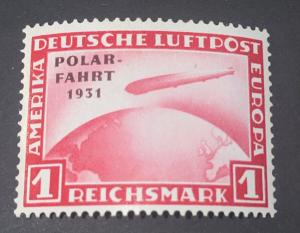 DEUTSCHE LUFTPOST
AMERIKA
EUROPA
POLAR-
FAHRT
1931
1 REICHSMARK 1